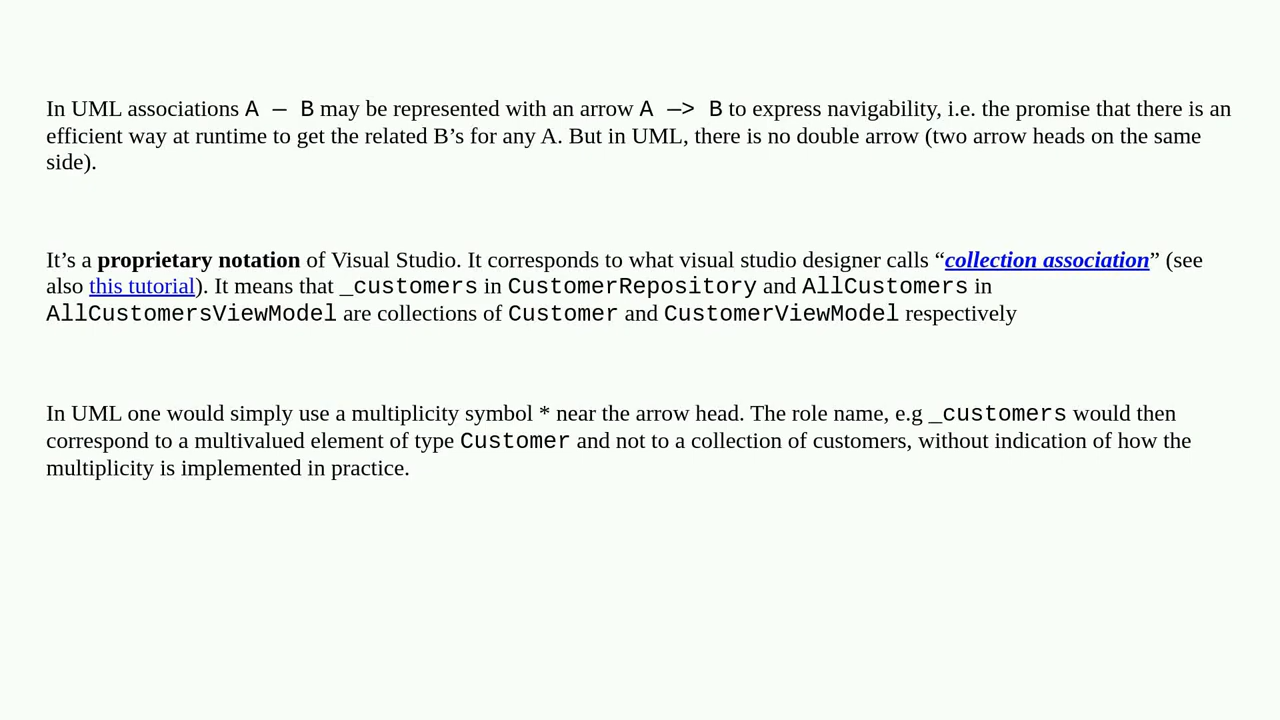 In UML associations A — B may be represented with an arrow A —> B to express navigability, i.e. the promise that there is an
efficient way at runtime to get the related B’s for any A. But in UML, there is no double arrow (two arrow heads on the same
side).
It’s a proprietary notation of Visual Studio. It corresponds to what visual studio designer calls “collection association” (see
also this tutorial). It means that _customers in CustomerRepository and AllCustomers in
AllCustomersViewModel are collections of Customer and CustomerViewModel respectively
In UML one would simply use a multiplicity symbol * near the arrow head. The role name, e.g _customers would then
correspond to a multivalued element of type Customer and not to a collection of customers, without indication of how the
multiplicity is implemented in practice.